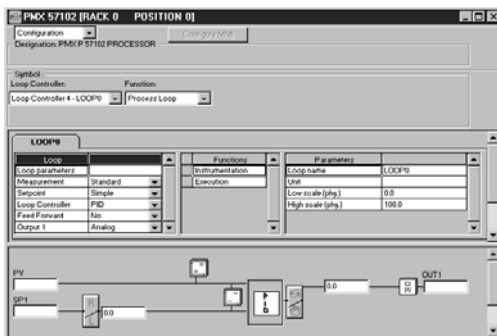 PMX 57102 [RACK 0 POSITION 0]
Configuration Configure MMI
Designation: PMX P 57102 PROCESSOR
Symbol:
Loop Controller: Function:
Loop Controller 4 - LOOP0 Process Loop
LOOP0
Loop Functions Parameters
Loop parameters Instrumentation Loop name LOOP0
Measurement Standard Execution Unit
Setpoint Simple Low scale (phy.) 0.0
Loop Controller PID High scale (phy.) 100.0
Feed Forward No
Output 1 Analog
PV
SP1 R L 0.0 PID 0.0 OUT1